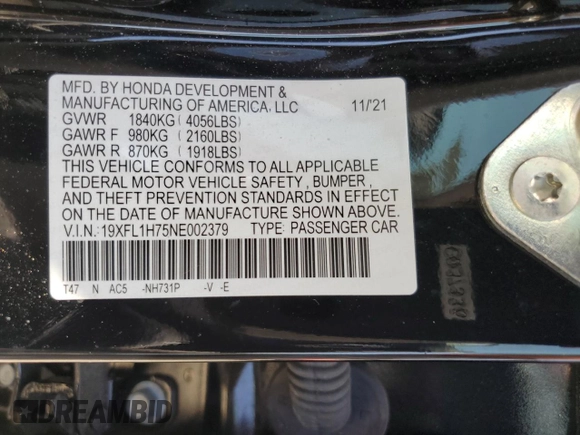 MFD. BY HONDA DEVELOPMENT &
MANUFACTURING OF AMERICA, LLC 11/'21
GVWR 1840KG (4056LBS)
GAWR F 980KG (2160LBS)
GAWR R 870KG (1918LBS)
THIS VEHICLE CONFORMS TO ALL APPLICABLE
FEDERAL MOTOR VEHICLE SAFETY , BUMPER ,
AND THEFT PREVENTION STANDARDS IN EFFECT
ON THE DATE OF MANUFACTURE SHOWN ABOVE.
V.I.N.:19XFL1H75NE002379 TYPE: PASSENGER CAR
T47 N AC5 -NH731P -V -E
DREAMBID